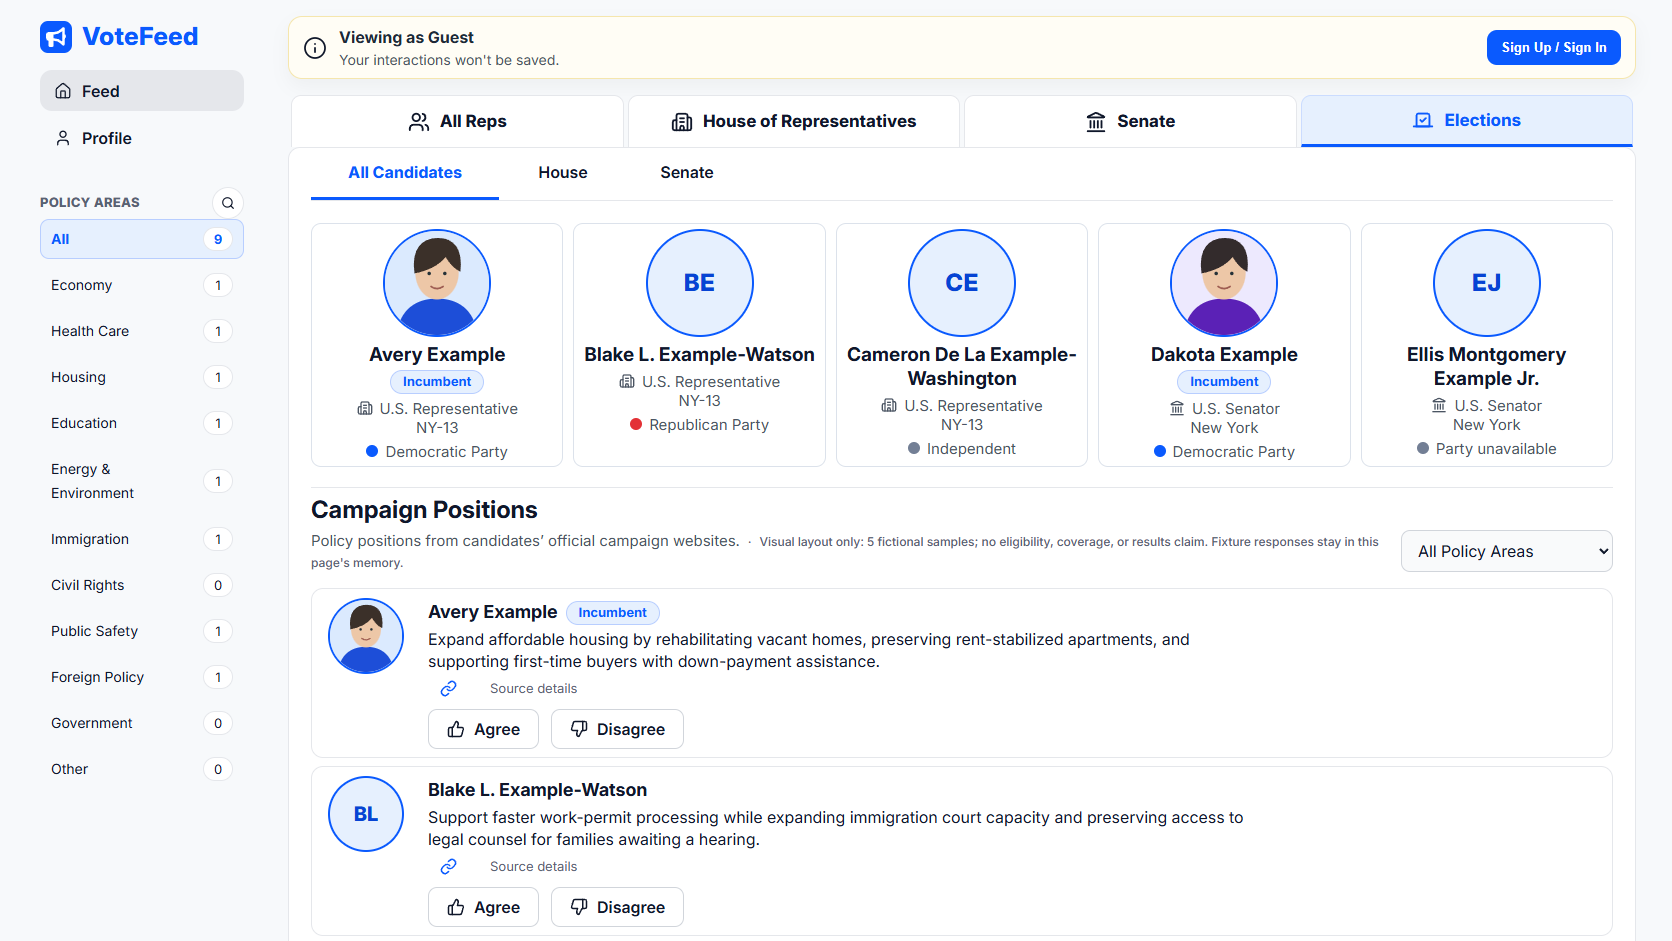 VoteFeed
Feed
Profile
POLICY AREAS
All 9
Economy 1
Health Care 1
Housing 1
Education 1
Energy &
Environment 1
Immigration 1
Civil Rights 0
Public Safety 1
Foreign Policy 1
Government 0
Other 0
Viewing as Guest
Your interactions won't be saved.
Sign Up / Sign In
All Reps
House of Representatives
Senate
Elections
All Candidates
House
Senate
Avery Example
Incumbent
U.S. Representative
NY-13
Democratic Party
BE
Blake L. Example-Watson
U.S. Representative
NY-13
Republican Party
CE
Cameron De La Example-
Washington
U.S. Representative
NY-13
Independent
Dakota Example
Incumbent
U.S. Senator
New York
Democratic Party
EJ
Ellis Montgomery
Example Jr.
U.S. Senator
New York
Party unavailable
Campaign Positions
Policy positions from candidates’ official campaign websites. · Visual layout only: 5 fictional samples; no eligibility, coverage, or results claim. Fixture responses stay in this
page's memory.
All Policy Areas
Avery Example Incumbent
Expand affordable housing by rehabilitating vacant homes, preserving rent-stabilized apartments, and
supporting first-time buyers with down-payment assistance.
Source details
Agree
Disagree
BL
Blake L. Example-Watson
Support faster work-permit processing while expanding immigration court capacity and preserving access to
legal counsel for families awaiting a hearing.
Source details
Agree
Disagree